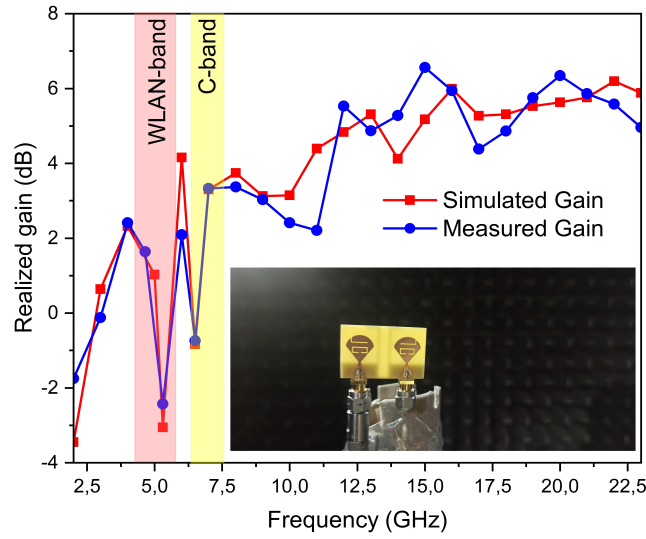 8
6
4
2
0
-2
-4
Realized gain (dB)
WLAN-band
C-band
Simulated Gain
Measured Gain
2,5 5,0 7,5 10,0 12,5 15,0 17,5 20,0 22,5
Frequency (GHz)